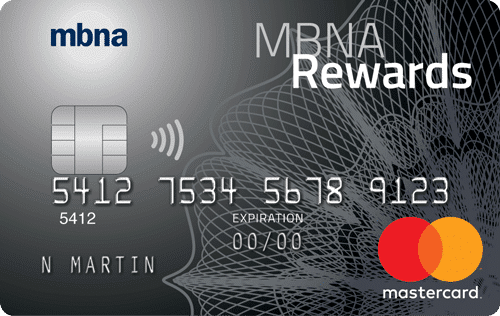 mbna
MBNA
Rewards
5412 7534 5678 9123
5412
EXPIRATION
00/00
N MARTIN
mastercard